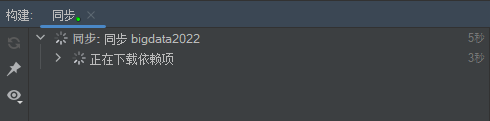 构建: 同步
同步: 同步 bigdata2022 5秒
正在下载依赖项 3秒